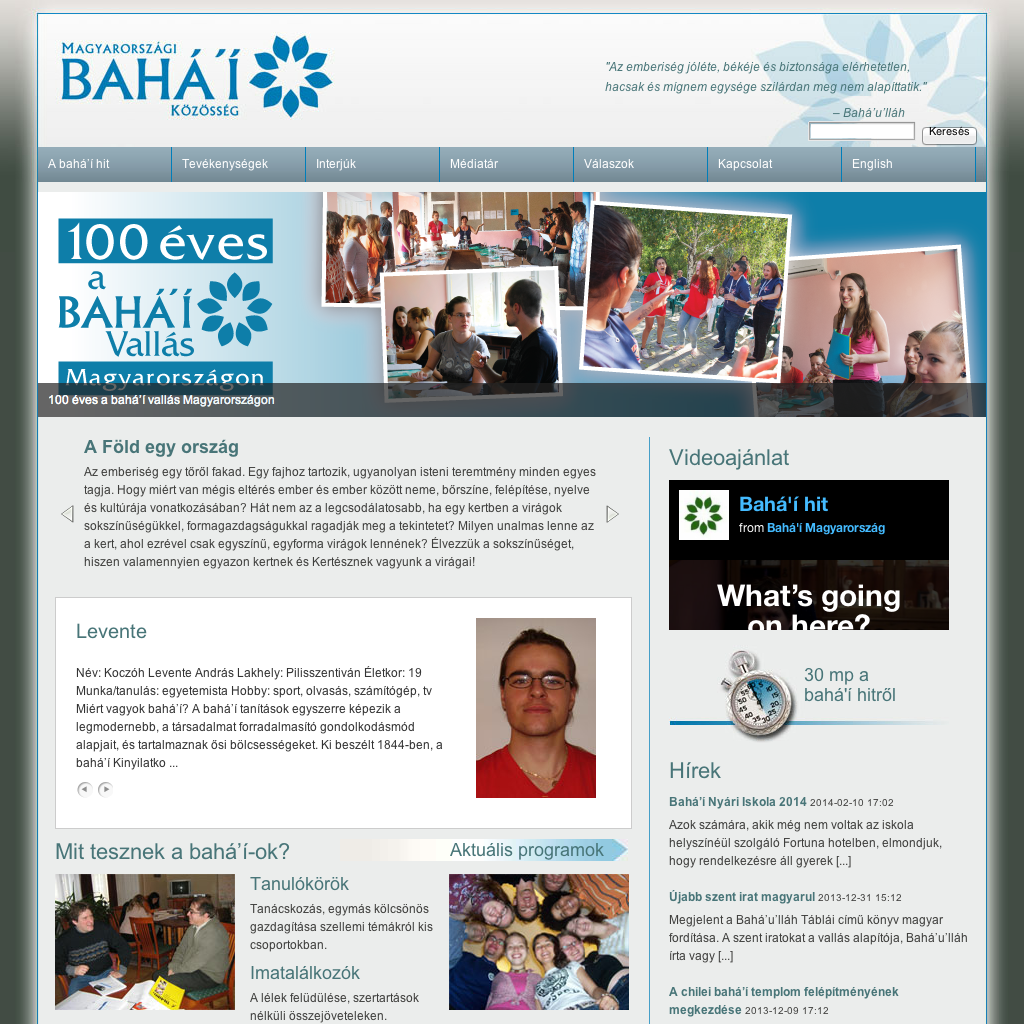 MAGYARORSZÁGI
BAHÁ'Í
KÖZÖSSÉG
"Az emberiség jóléte, békéje és biztonsága elérhetetlen,
hacsak és mígnem egysége szilárdan meg nem alapíttatik."
– Bahá'u'lláh
Keresés
A bahá'í hit
Tevékenységek
Interjúk
Médiatár
Válaszok
Kapcsolat
English
100 éves
a
BAHÁ'Í
Vallás
Magyarországon
100 éves a bahá'í vallás Magyarországon
A Föld egy ország
Az emberiség egy tőről fakad. Egy fajhoz tartozik, ugyanolyan isteni teremtmény minden egyes
tagja. Hogy miért van mégis eltérés ember és ember között neme, bőrszíne, felépítése, nyelve
és kultúrája vonatkozásában? Hát nem az a legcsodálatosabb, ha egy kertben a virágok
sokszínűségükkel, formagazdagságukkal ragadják meg a tekintetet? Milyen unalmas lenne az
a kert, ahol ezrével csak egyszínű, egyforma virágok lennének? Élvezzük a sokszínűséget,
hiszen valamennyien egyazon kertnek és Kertésznek vagyunk a virágai!
Levente
Név: Koczóh Levente András Lakhely: Pilisszentiván Életkor: 19
Munka/tanulás: egyetemista Hobby: sport, olvasás, számítógép, tv
Miért vagyok bahá'í? A bahá'í tanítások egyszerre képezik a
legmodernebb, a társadalmat forradalmasító gondolkodásmód
alapjait, és tartalmaznak ősi bölcsességeket. Ki beszélt 1844-ben, a
bahá'í Kinyilatko ...
Mit tesznek a bahá'í-ok?
Aktuális programok
Tanulókörök
Tanácskozás, egymás kölcsönös
gazdagítása szellemi témákról kis
csoportokban.
Imatalálkozók
A lélek felüdülése, szertartások
nélküli összejöveteleken.
Videoajánlat
Bahá'í hit
from Bahá'í Magyarország
What's going
on here?
30 mp a
bahá'í hitről
Hírek
Bahá'í Nyári Iskola 2014 2014-02-10 17:02
Azok számára, akik még nem voltak az iskola
helyszínéül szolgáló Fortuna hotelben, elmondjuk,
hogy rendelkezésre áll gyerek [...]
Újabb szent irat magyarul 2013-12-31 15:12
Megjelent a Bahá'u'lláh Táblái című könyv magyar
fordítása. A szent iratokat a vallás alapítója, Bahá'u'lláh
írta vagy [...]
A chilei bahá'í templom felépítményének
megkezdése 2013-12-09 17:12